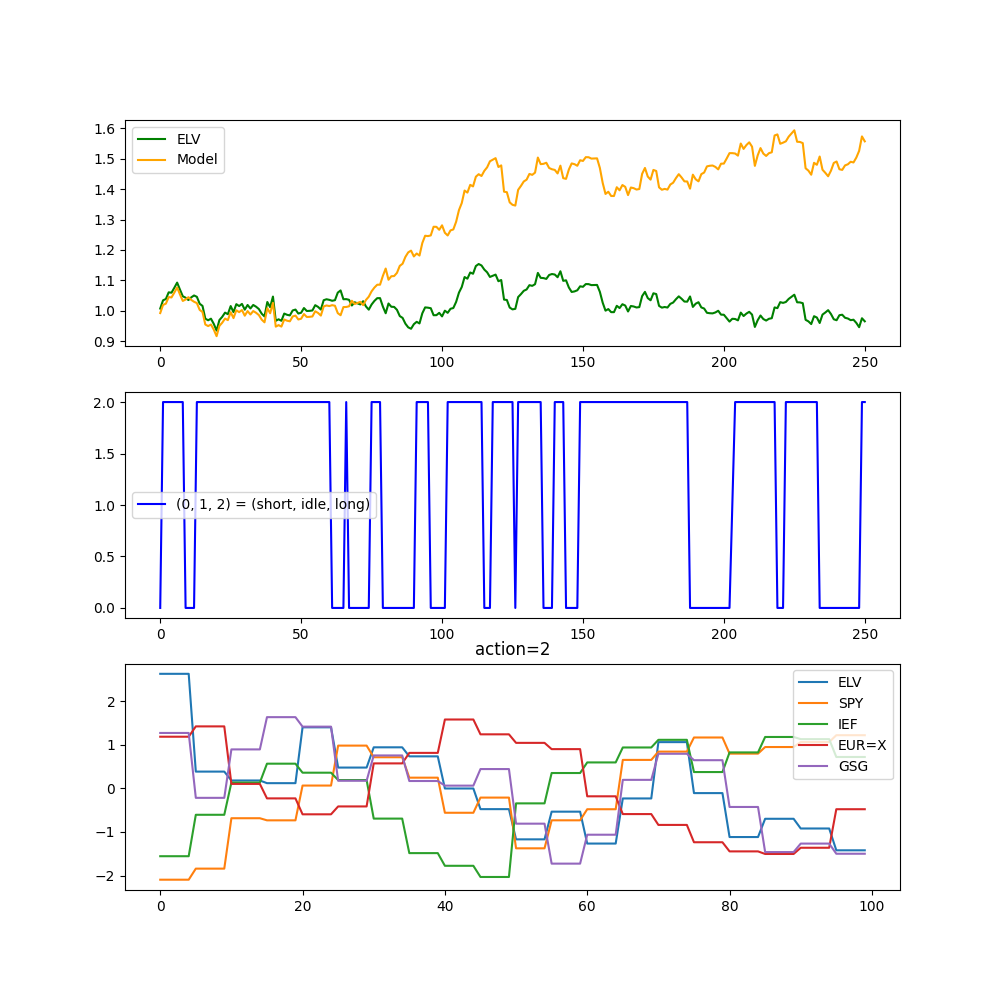 1.6
1.5
1.4
1.3
1.2
1.1
1.0
0.9
ELV
Model
0 50 100 150 200 250
2.0
1.5
1.0
0.5
0.0
(0, 1, 2) = (short, idle, long)
0 50 100 150 200 250
action=2
2
1
0
−1
−2
ELV
SPY
IEF
EUR=X
GSG
0 20 40 60 80 100